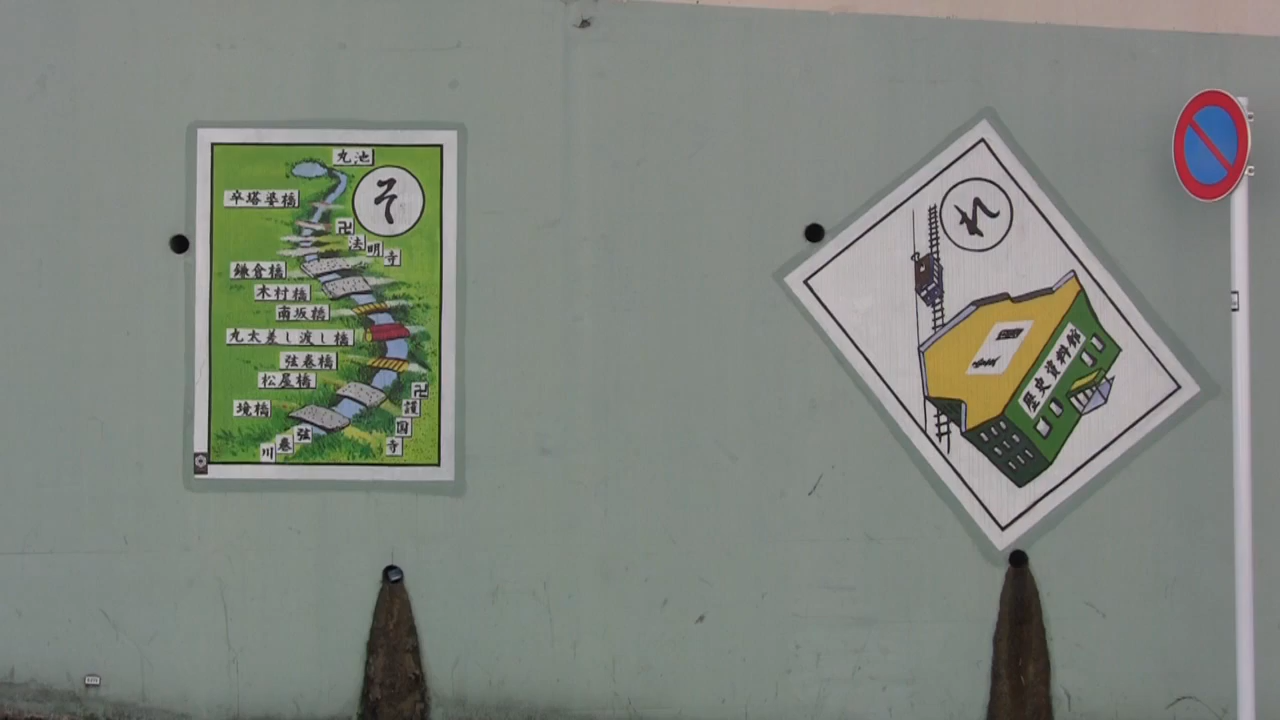 丸池
そ
卒塔婆橋
卍
法明寺
鎌倉橋
木村橋
南坂橋
丸太差し渡し橋
弦巻橋
松屋橋
境橋
卍
護国寺
弦巻川
れ
歴史資料館